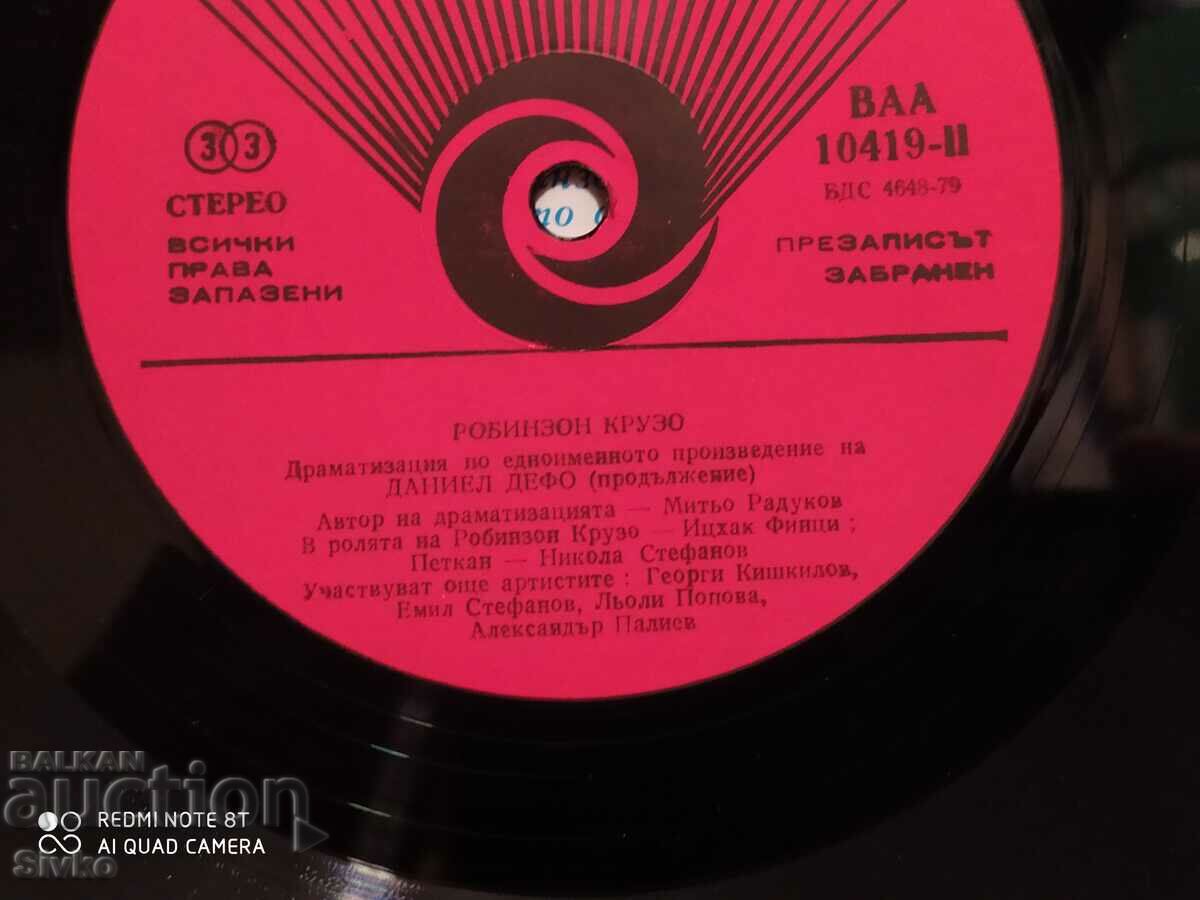 33
СТЕРЕО
ВСИЧКИ
ПРАВА
ЗАПАЗЕНИ
ВАА
10419-II
БДС 4648-79
ПРЕЗАПИСЪТ
ЗАБРАНЕН
то
РОБИНЗОН КРУЗО
Драматизация по едноименното произведение на
ДАНИЕЛ ДЕФО (продължение)
Автор на драматизацията — Митьо Радуков
В ролята на Робинзон Крузо — Ицхак Финци ;
Петкан — Никола Стефанов
Участвуват още артистите : Георги Кишкилов,
Емил Стефанов, Льоли Попова,
Александър Палиев
BALKAN
auction
REDMI NOTE 8T
AI QUAD CAMERA
Sivko